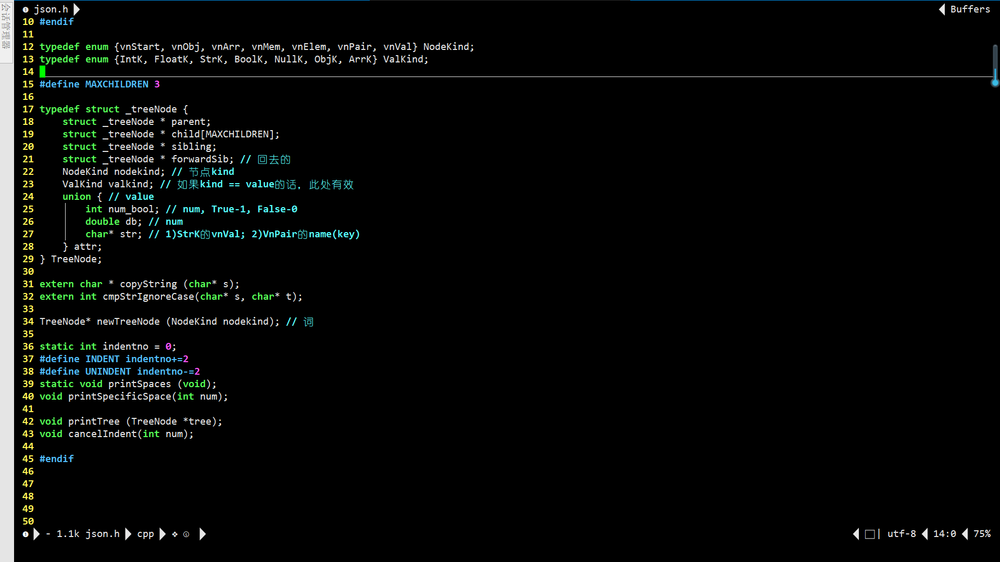 会话管理器
❶ json.h Buffers
10 #endif
11
12 typedef enum {vnStart, vnObj, vnArr, vnMem, vnElem, vnPair, vnVal} NodeKind;
13 typedef enum {IntK, FloatK, StrK, BoolK, NullK, ObjK, ArrK} ValKind;
14
15 #define MAXCHILDREN 3
16
17 typedef struct _treeNode {
18     struct _treeNode * parent;
19     struct _treeNode * child[MAXCHILDREN];
20     struct _treeNode * sibling;
21     struct _treeNode * forwardSib; // 回去的
22     NodeKind nodekind; // 节点kind
23     ValKind valkind; // 如果kind == value的话, 此处有效
24     union { // value
25         int num_bool; // num, True-1, False-0
26         double db; // num
27         char* str; // 1)StrK的vnVal; 2)VnPair的name(key)
28     } attr;
29 } TreeNode;
30
31 extern char * copyString (char* s);
32 extern int cmpStrIgnoreCase(char* s, char* t);
33
34 TreeNode* newTreeNode (NodeKind nodekind); // 词
35
36 static int indentno = 0;
37 #define INDENT indentno+=2
38 #define UNINDENT indentno-=2
39 static void printSpaces (void);
40 void printSpecificSpace(int num);
41
42 void printTree (TreeNode *tree);
43 void cancelIndent(int num);
44
45 #endif
46
47
48
49
50
❶ - 1.1k json.h cpp ❖ ⓢ | utf-8 14:0 75%